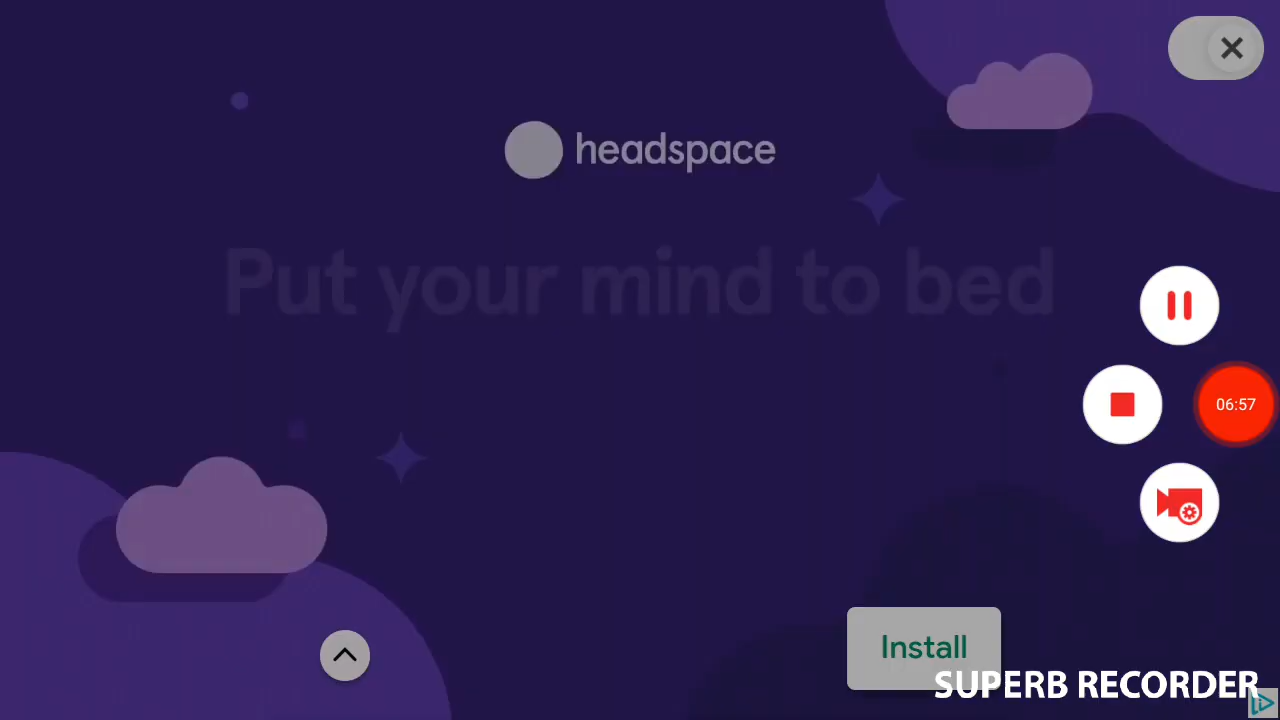 headspace
Put your mind to bed
06:57
Install
SUPERB RECORDER